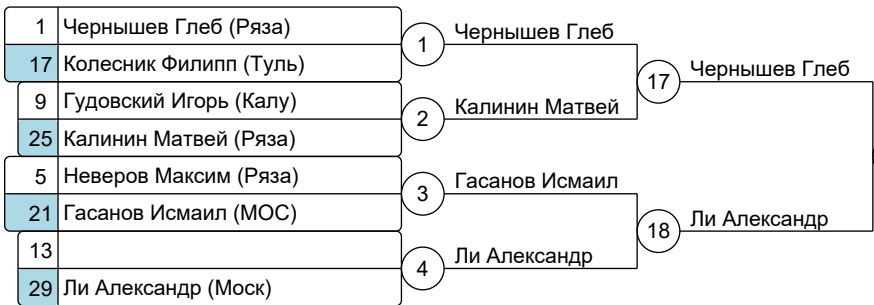 1 Чернышев Глеб (Ряза)
17 Колесник Филипп (Туль)
9 Гудовский Игорь (Калу)
25 Калинин Матвей (Ряза)
5 Неверов Максим (Ряза)
21 Гасанов Исмаил (МОС)
13
29 Ли Александр (Моск)
1 Чернышев Глеб
2 Калинин Матвей
3 Гасанов Исмаил
4 Ли Александр
17 Чернышев Глеб
18 Ли Александр